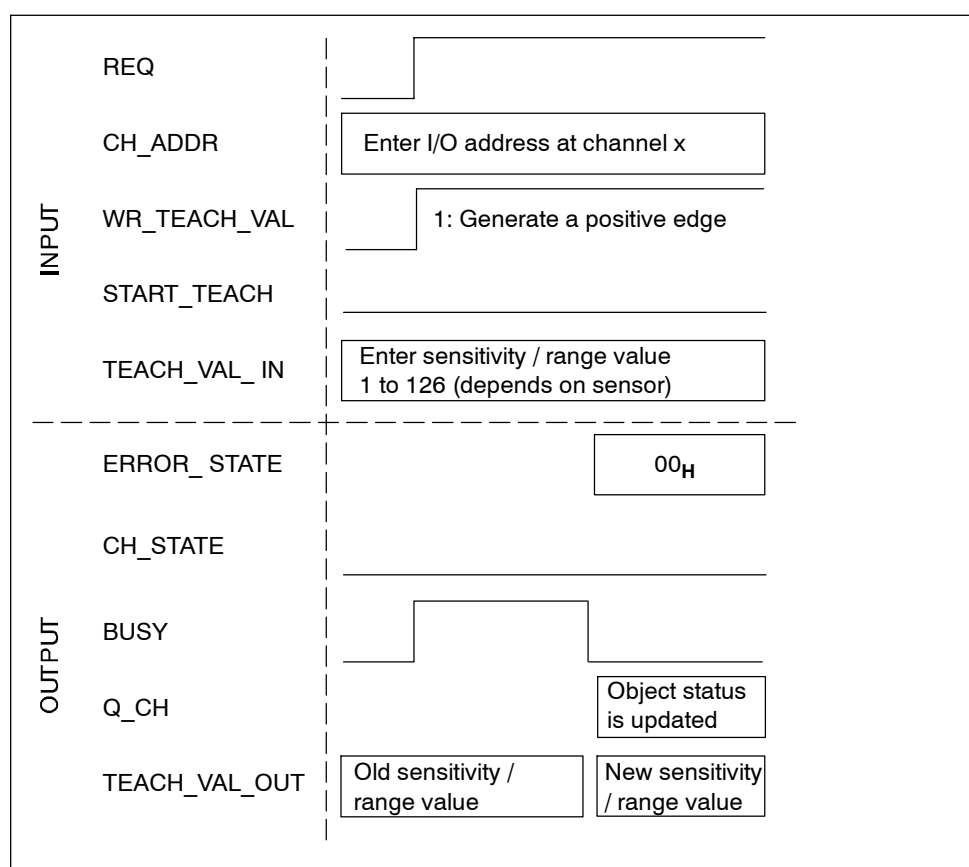 INPUT
REQ
CH_ADDR
Enter I/O address at channel x
WR_TEACH_VAL
1: Generate a positive edge
START_TEACH
TEACH_VAL_ IN
Enter sensitivity / range value
1 to 126 (depends on sensor)
OUTPUT
ERROR_ STATE
00H
CH_STATE
BUSY
Q_CH
Object status
is updated
TEACH_VAL_OUT
Old sensitivity /
range value
New sensitivity
/ range value